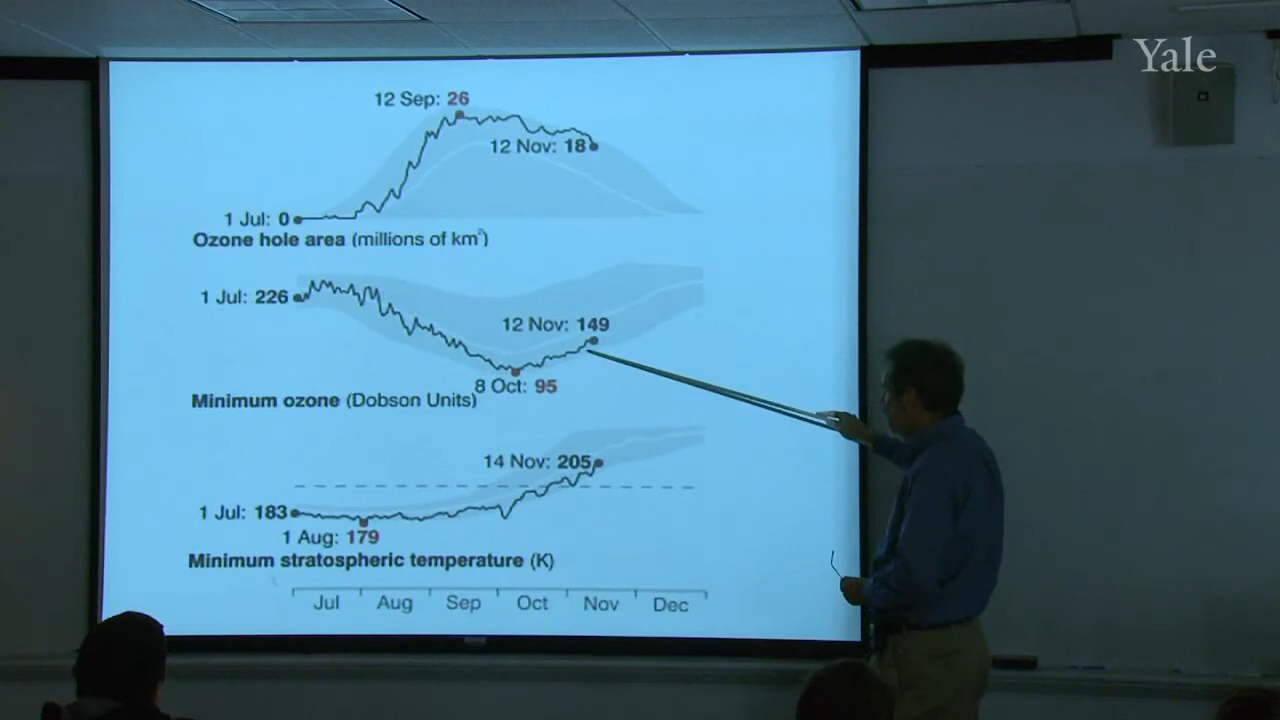 Yale
12 Sep: 26
12 Nov: 18
1 Jul: 0
Ozone hole area (millions of km²)
1 Jul: 226
12 Nov: 149
8 Oct: 95
Minimum ozone (Dobson Units)
14 Nov: 205
1 Jul: 183
1 Aug: 179
Minimum stratospheric temperature (K)
Jul Aug Sep Oct Nov Dec